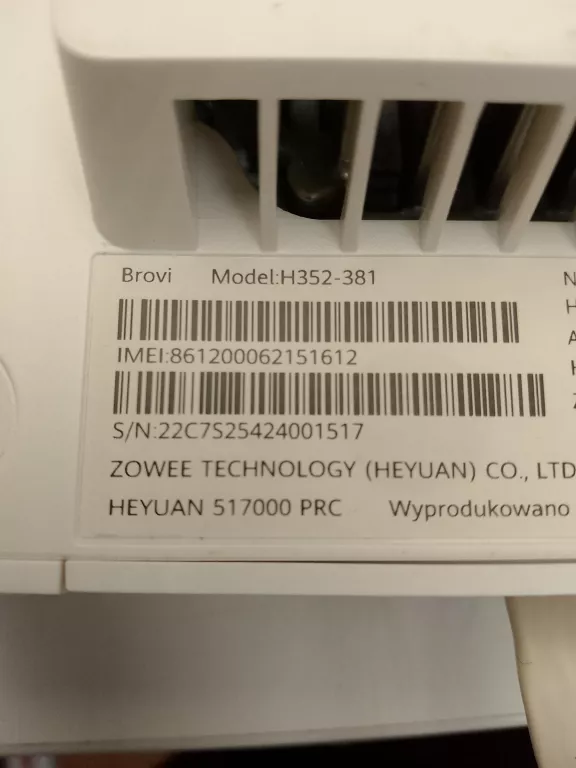 Brovi Model:H352-381
IMEI:861200062151612
S/N:22C7S25424001517
ZOWEE TECHNOLOGY (HEYUAN) CO., LTD
HEYUAN 517000 PRC Wyprodukowano